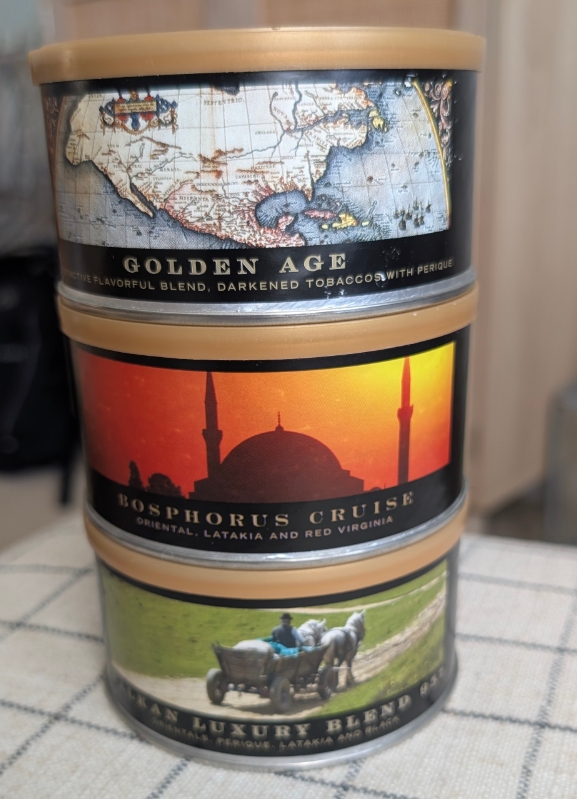 GOLDEN AGE
FLAVORFUL BLEND, DARKENED TOBACCOS WITH PERIQUE
BOSPHORUS CRUISE
ORIENTAL, LATAKIA AND RED VIRGINIA
LUXURY BLEND
ORIENTALS, PERIQUE, LATAKIA AND BLACK